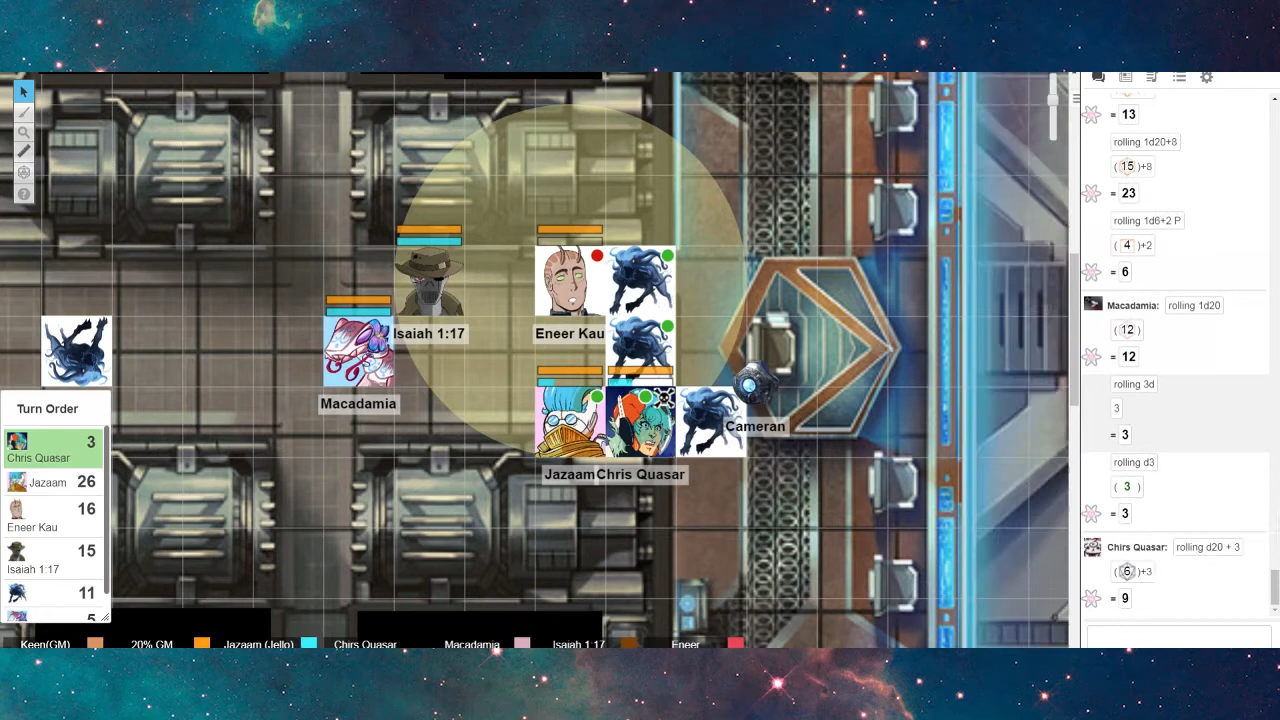 = 13
rolling 1d20+8
(15)+8
= 23
rolling 1d6+2 P
(4)+2
= 6
Macadamia: rolling 1d20
(12)
= 12
rolling 3d
3
= 3
rolling d3
(3)
= 3
Chirs Quasar: rolling d20 + 3
(6)+3
= 9
Isaiah 1:17
Eneer Kau
Macadamia
Cameran
Jazaam
Chris Quasar
Turn Order
Chris Quasar 3
Jazaam 26
Eneer Kau 16
Isaiah 1:17 15
11
5
Keen(GM) 20% GM Jazaam (Jello) Chirs Quasar Macadamia Isaiah 1:17 Eneer